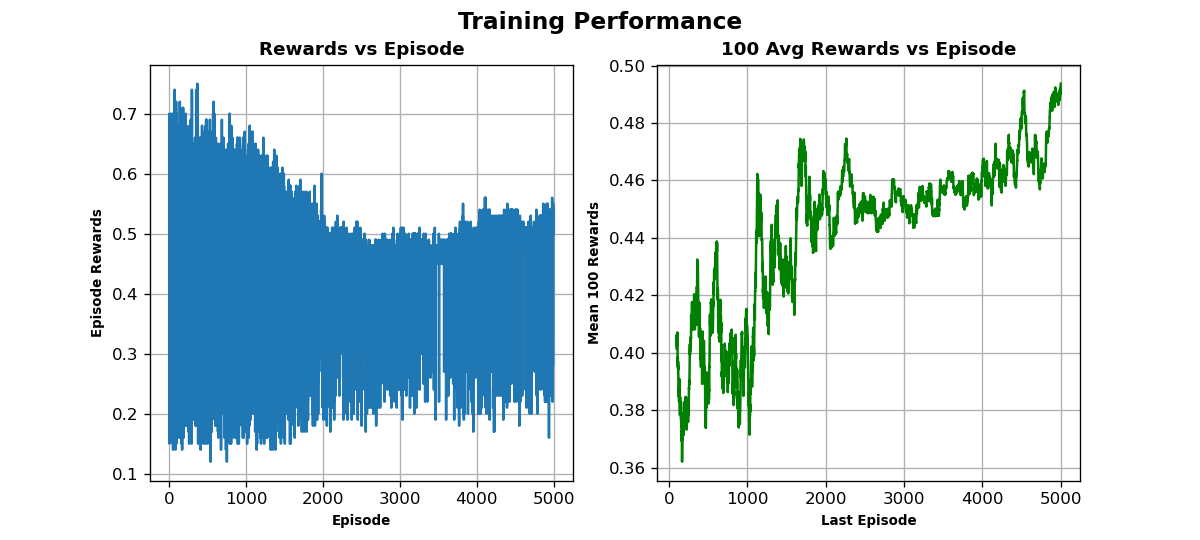 Training Performance
Rewards vs Episode
0.7
0.6
0.5
0.4
0.3
0.2
0.1
Episode Rewards
0 1000 2000 3000 4000 5000
Episode
100 Avg Rewards vs Episode
0.50
0.48
0.46
0.44
0.42
0.40
0.38
0.36
Mean 100 Rewards
0 1000 2000 3000 4000 5000
Last Episode